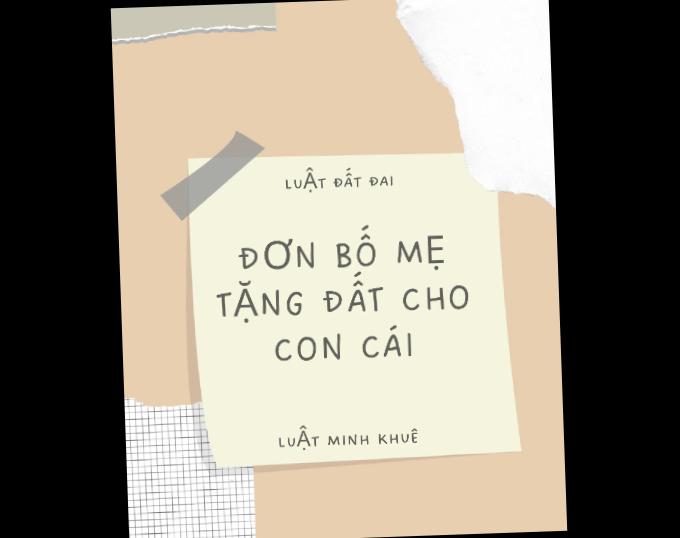 LUẬT ĐẤT ĐAI
ĐƠN BỐ MẸ
TẶNG ĐẤT CHO
CON CÁI
LUẬT MINH KHUÊ